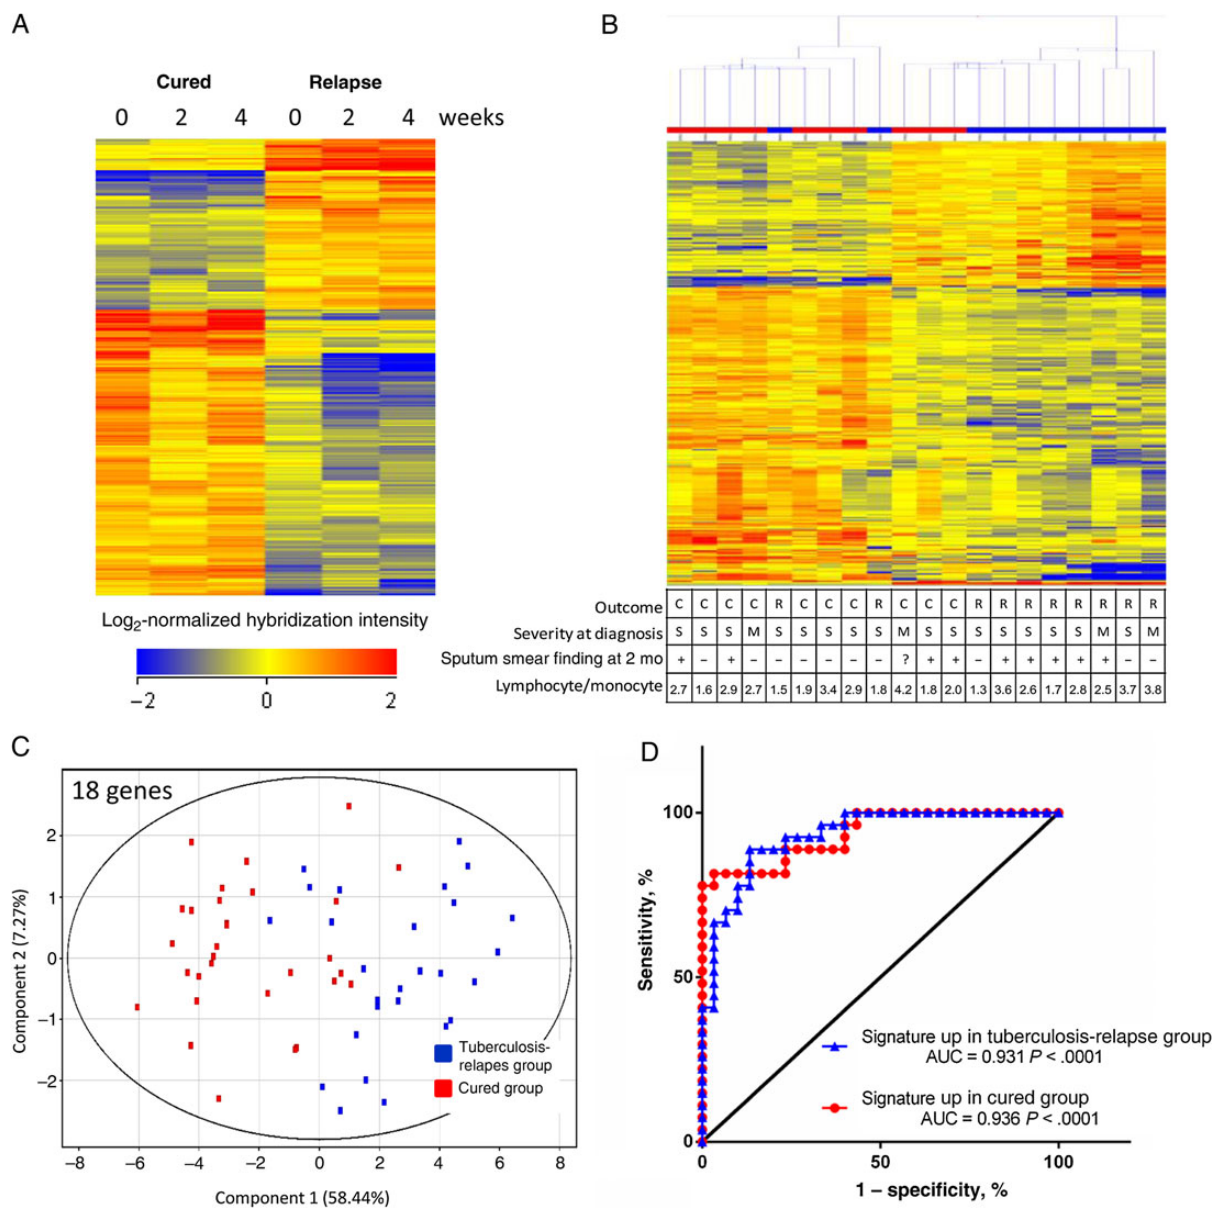 A
Cured
Relapse
0 2 4 0 2 4 weeks
Log2-normalized hybridization intensity
−2 0 2
B
Outcome C C C C R C C C R C C C R R R R R R R R
Severity at diagnosis S S S M S S S S S M S S S S S S S M S M
Sputum smear finding at 2 mo + − + − − − − − − ? + + − + + + + + − −
Lymphocyte/monocyte 2.7 1.6 2.9 2.7 1.5 1.9 3.4 2.9 1.8 4.2 1.8 2.0 1.3 3.6 2.6 1.7 2.8 2.5 3.7 3.8
C
18 genes
Component 2 (7.27%)
2
1
0
−1
−2
Tuberculosis-
relapes group
Cured group
−8 −6 −4 −2 0 2 4 6 8
Component 1 (58.44%)
D
Sensitivity, %
100
50
0
Signature up in tuberculosis-relapse group
AUC = 0.931 P < .0001
Signature up in cured group
AUC = 0.936 P < .0001
0 50 100
1 – specificity, %